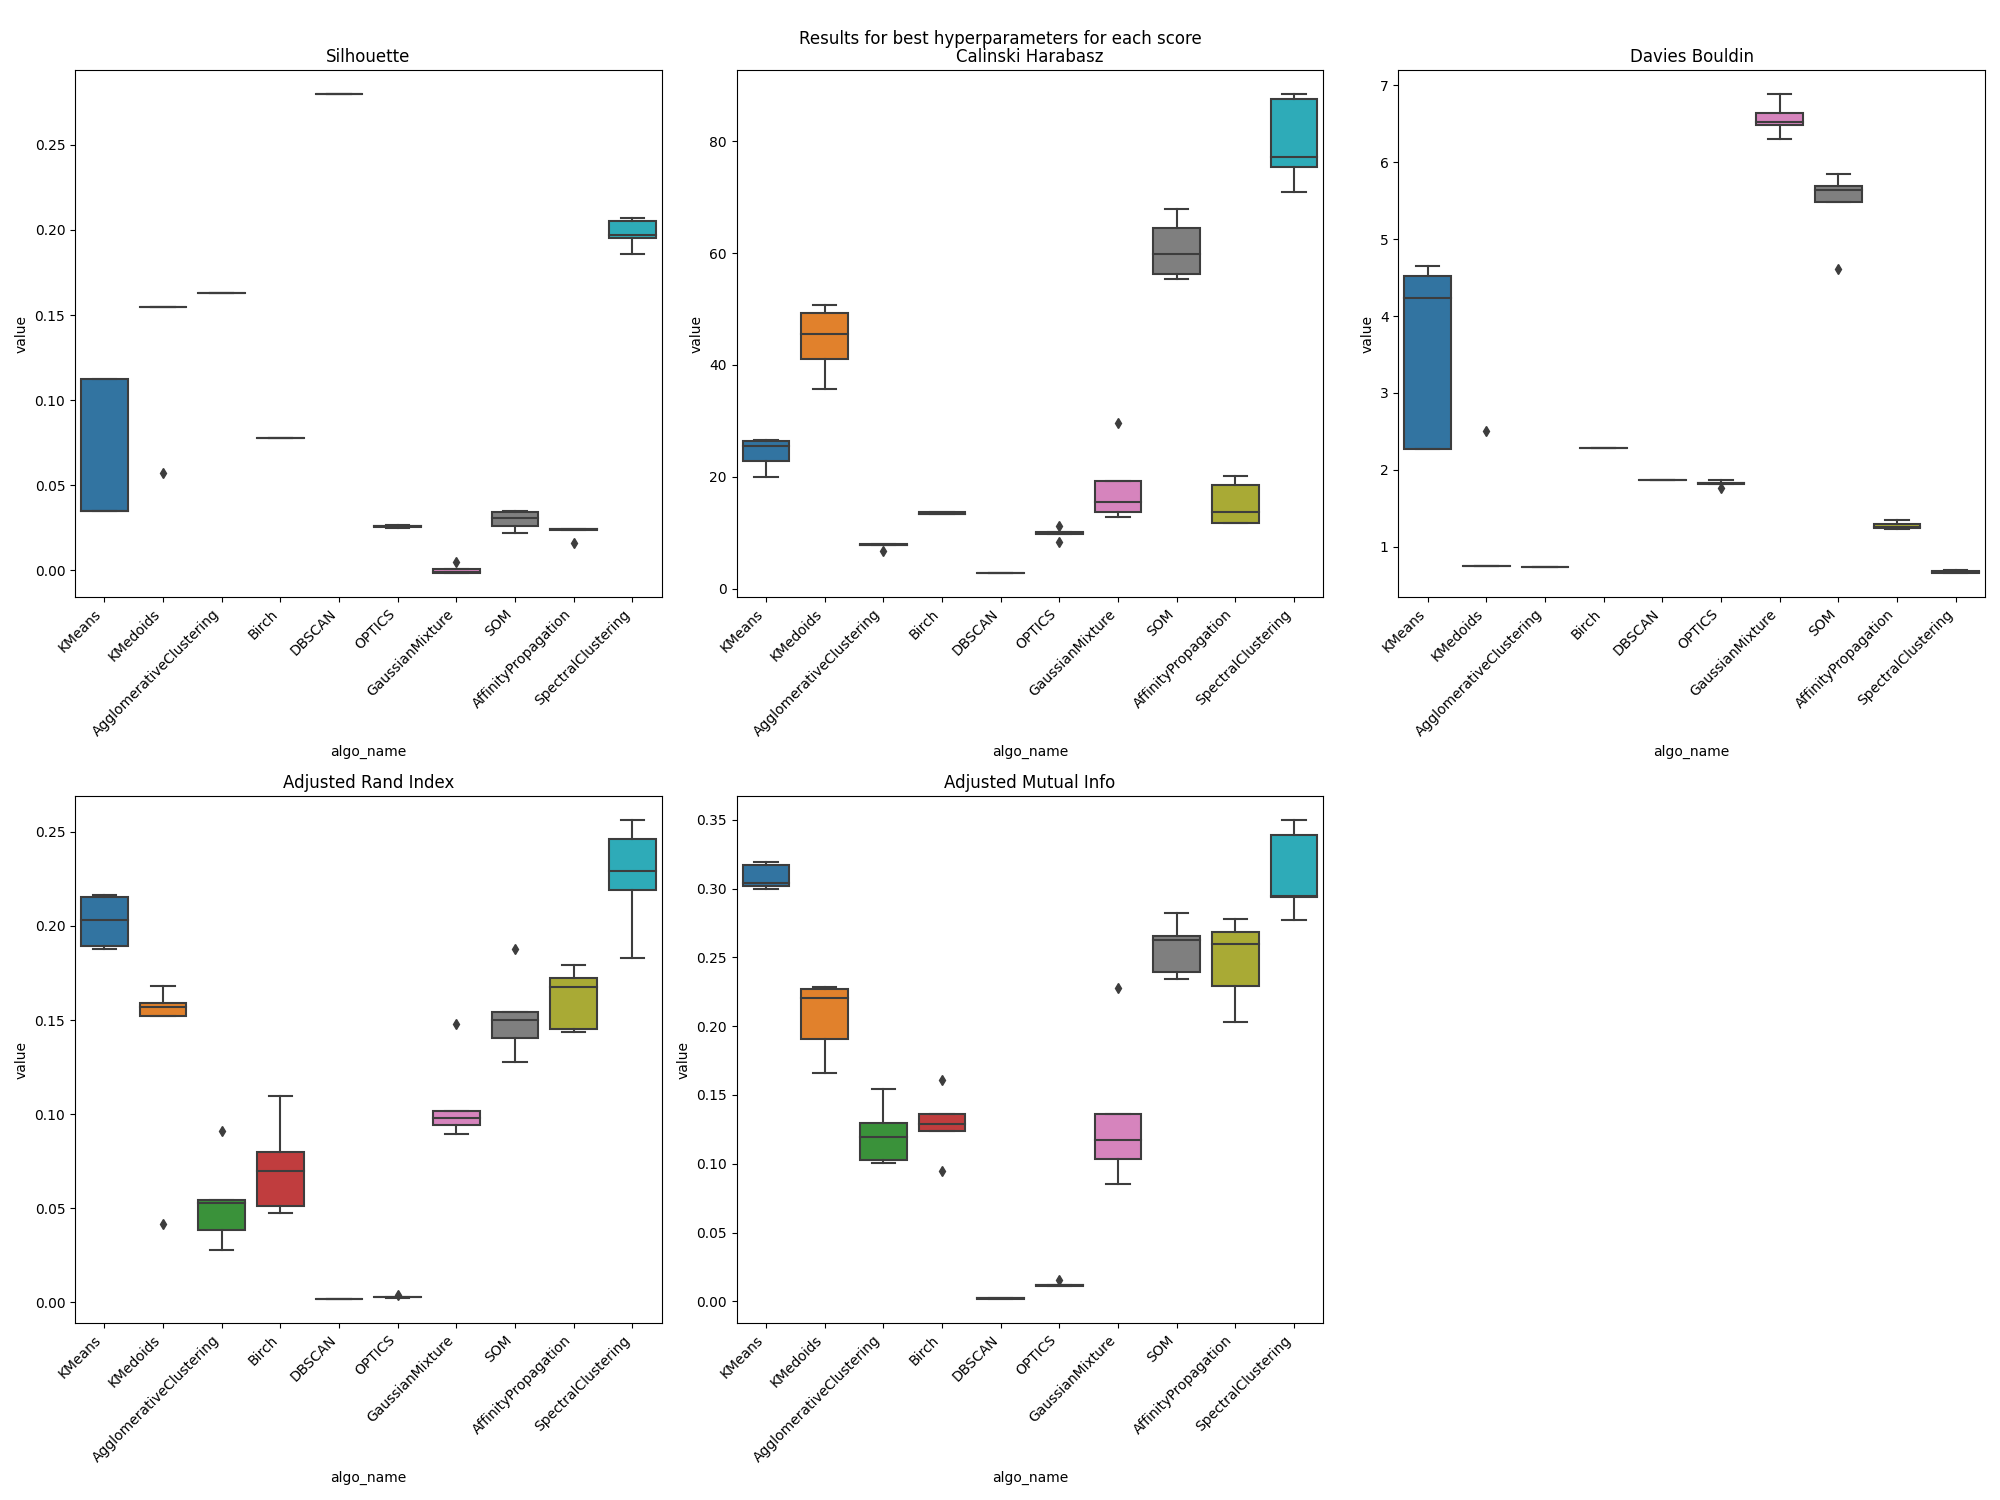 Results for best hyperparameters for each score
Silhouette
value
0.25
0.20
0.15
0.10
0.05
0.00
KMeans
KMedoids
AgglomerativeClustering
Birch
DBSCAN
OPTICS
GaussianMixture
SOM
AffinityPropagation
SpectralClustering
algo_name
Calinski Harabasz
value
80
60
40
20
0
KMeans
KMedoids
AgglomerativeClustering
Birch
DBSCAN
OPTICS
GaussianMixture
SOM
AffinityPropagation
SpectralClustering
algo_name
Davies Bouldin
value
7
6
5
4
3
2
1
KMeans
KMedoids
AgglomerativeClustering
Birch
DBSCAN
OPTICS
GaussianMixture
SOM
AffinityPropagation
SpectralClustering
algo_name
Adjusted Rand Index
value
0.25
0.20
0.15
0.10
0.05
0.00
KMeans
KMedoids
AgglomerativeClustering
Birch
DBSCAN
OPTICS
GaussianMixture
SOM
AffinityPropagation
SpectralClustering
algo_name
Adjusted Mutual Info
value
0.35
0.30
0.25
0.20
0.15
0.10
0.05
0.00
KMeans
KMedoids
AgglomerativeClustering
Birch
DBSCAN
OPTICS
GaussianMixture
SOM
AffinityPropagation
SpectralClustering
algo_name